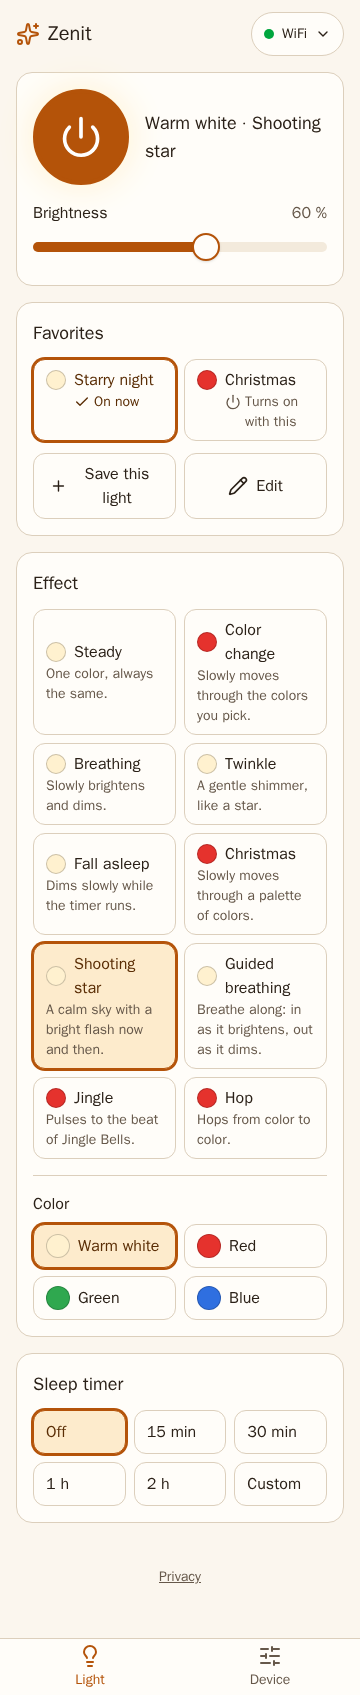 Zenit
WiFi
Warm white · Shooting
star
Brightness
60 %
Favorites
Starry night
On now
Christmas
Turns on
with this
Save this
light
Edit
Effect
Steady
One color, always
the same.
Color
change
Slowly moves
through the colors
you pick.
Breathing
Slowly brightens
and dims.
Twinkle
A gentle shimmer,
like a star.
Fall asleep
Dims slowly while
the timer runs.
Christmas
Slowly moves
through a palette
of colors.
Shooting
star
A calm sky with a
bright flash now
and then.
Guided
breathing
Breathe along: in
as it brightens, out
as it dims.
Jingle
Pulses to the beat
of Jingle Bells.
Hop
Hops from color to
color.
Color
Warm white
Red
Green
Blue
Sleep timer
Off
15 min
30 min
1 h
2 h
Custom
Privacy
Light
Device